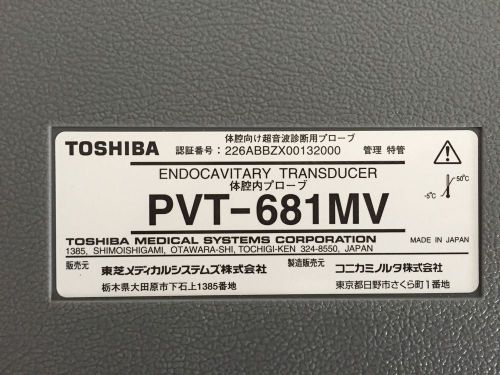 体腔向け超音波診断用プローブ
TOSHIBA 認証番号：226ABBZX00132000 管理 特管
ENDOCAVITARY TRANSDUCER
体腔内プローブ
-5℃ 50℃
PVT-681MV
TOSHIBA MEDICAL SYSTEMS CORPORATION
1385, SHIMOISHIGAMI, OTAWARA-SHI, TOCHIGI-KEN 324-8550, JAPAN MADE IN JAPAN
販売元 東芝メディカルシステムズ株式会社 製造販売元 コニカミノルタ株式会社
栃木県大田原市下石上1385番地 東京都日野市さくら町1番地